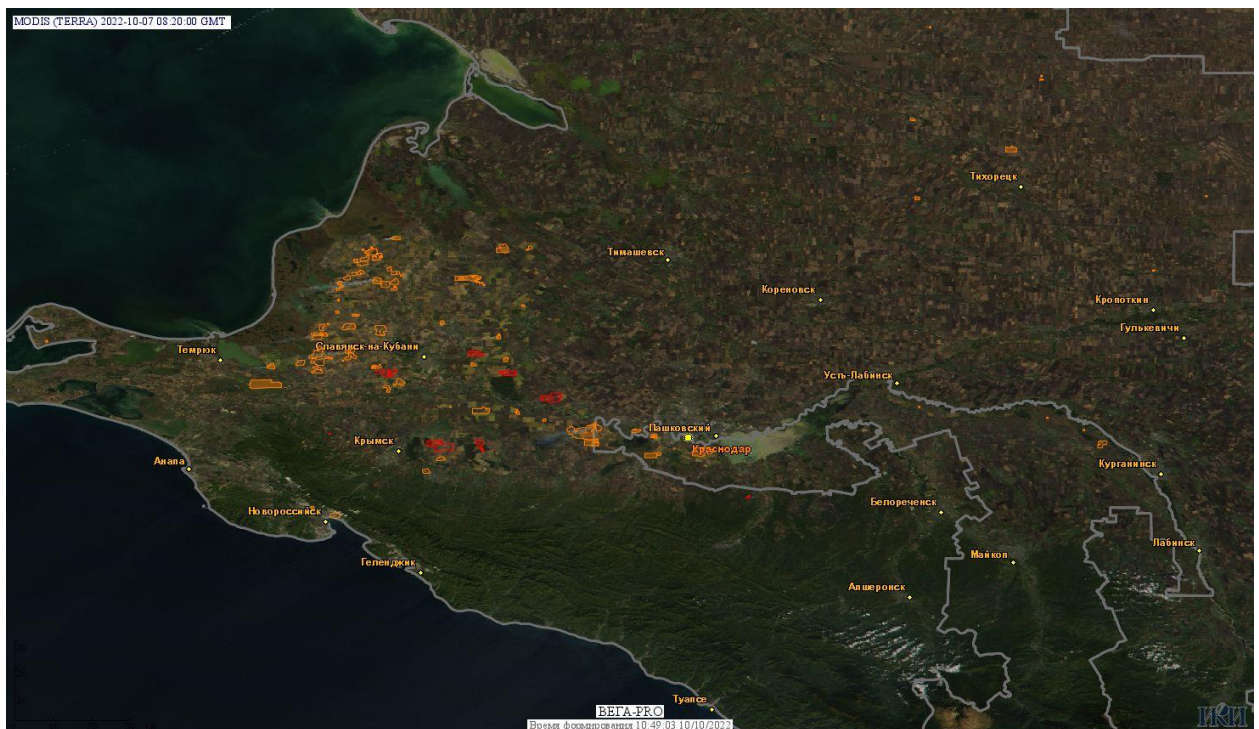 MODIS (TERRA) 2022-10-07 08:20:00 GMT
Тихорецк
Тимашевск
Кореновск
Кропоткин
Гулькевичи
Темрюк
Славянск-на-Кубани
Усть-Лабинск
Пашковский
Крымск
Краснодар
Анапа
Курганинск
Белореченск
Новороссийск
Лабинск
Майкоп
Геленджик
Апшеронск
Туапсе
ВЕГА-PRO
Время формирования 10:49:03 10/10/2022
ИКИ